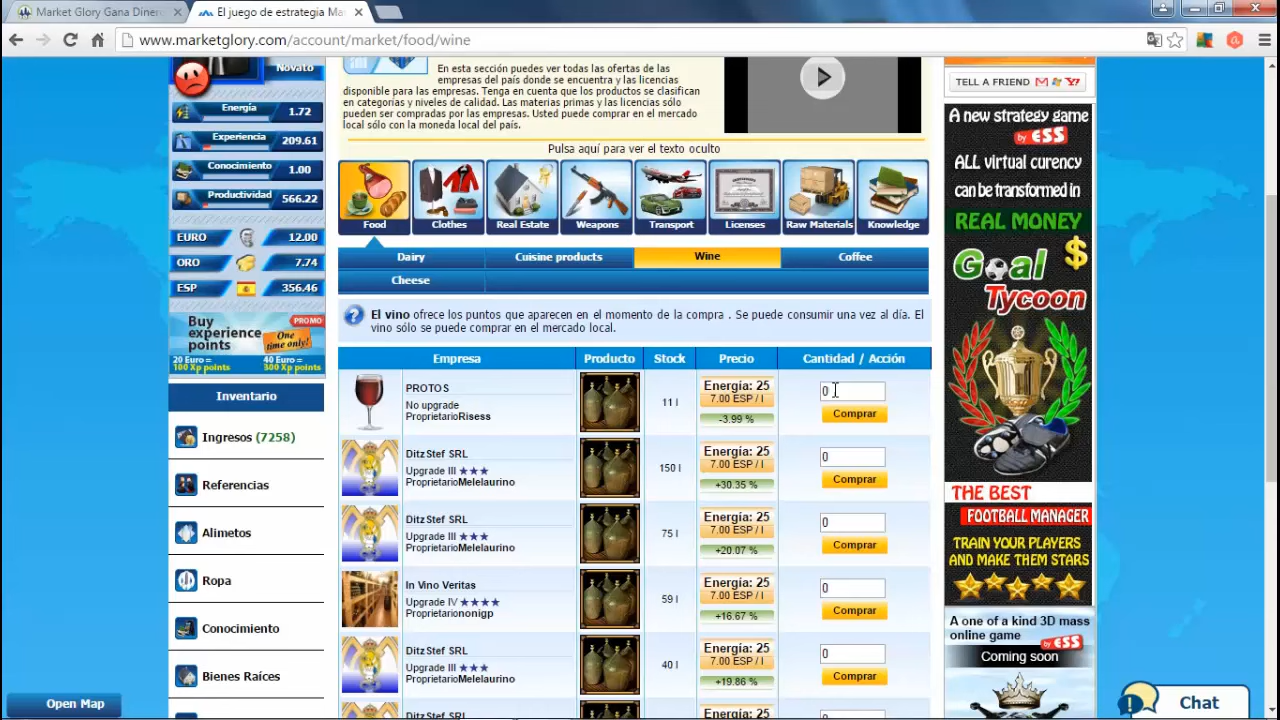 Market Glory Gana Dinero
El juego de estrategia Ma
www.marketglory.com/account/market/food/wine
Novato
Energía
1.72
Experiencia
209.61
Conocimiento
1.00
Productividad
566.22
EURO
12.00
ORO
7.74
ESP
356.46
Buy
experience
points
PROMO
One
time only!
20 Euro =
100 Xp points
40 Euro =
300 Xp points
Inventario
Ingresos (7258)
Referencias
Alimetos
Ropa
Conocimiento
Bienes Raíces
Open Map
En esta sección puedes ver todas las ofertas de las
empresas del país donde se encuentra y las licencias
disponible para las empresas. Tenga en cuenta que los productos se clasifican
en categorías y niveles de calidad. Las materias primas y las licencias sólo
pueden ser compradas por las empresas. Usted puede comprar en el mercado
local sólo con la moneda local del país.
Pulsa aquí para ver el texto oculto
Food
Clothes
Real Estate
Weapons
Transport
Licenses
Raw Materials
Knowledge
Dairy
Cuisine products
Wine
Coffee
Cheese
El vino ofrece los puntos que aparecen en el momento de la compra . Se puede consumir una vez al día. El
vino sólo se puede comprar en el mercado local.
Empresa
Producto
Stock
Precio
Cantidad / Acción
PROTOS
No upgrade
ProprietarioRisess
11 l
Energía: 25
7.00 ESP / l
-3.99 %
0
Comprar
DitzStef SRL
Upgrade III ★★★
ProprietarioMelelaurino
150 l
Energía: 25
7.00 ESP / l
+30.35 %
0
Comprar
DitzStef SRL
Upgrade III ★★★
ProprietarioMelelaurino
75 l
Energía: 25
7.00 ESP / l
+20.07 %
0
Comprar
In Vino Veritas
Upgrade IV ★★★★
Proprietariononigp
59 l
Energía: 25
7.00 ESP / l
+16.67 %
0
Comprar
DitzStef SRL
Upgrade III ★★★
ProprietarioMelelaurino
40 l
Energía: 25
7.00 ESP / l
+19.86 %
0
Comprar
DitzStef SRL
Energía: 25
TELL A FRIEND
A new strategy game
by ESS
ALL virtual curency
can be transformed in
REAL MONEY
Goal $
Tycoon
THE BEST
FOOTBALL MANAGER
TRAIN YOUR PLAYERS
AND MAKE THEM STARS
A one of a kind 3D mass
online game
by ESS
Coming soon
Chat